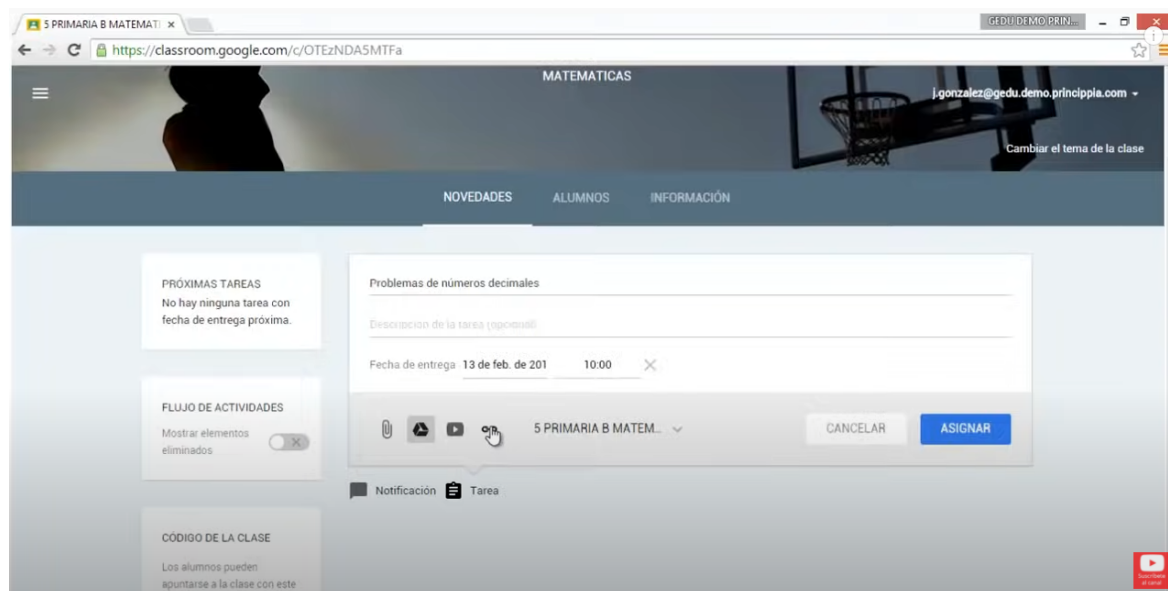 5 PRIMARIA B MATEMATI
GEDU DEMO PRIN...
https://classroom.google.com/c/OTEzNDA5MTFa
MATEMATICAS
j.gonzalez@gedu.demo.princippia.com
Cambiar el tema de la clase
NOVEDADES ALUMNOS INFORMACIÓN
PRÓXIMAS TAREAS
No hay ninguna tarea con
fecha de entrega próxima.
Problemas de números decimales
Descripción de la tarea (opcional)
Fecha de entrega 13 de feb. de 201 10:00
FLUJO DE ACTIVIDADES
Mostrar elementos
eliminados
5 PRIMARIA B MATEM...
CANCELAR
ASIGNAR
Notificación Tarea
CÓDIGO DE LA CLASE
Los alumnos pueden
apuntarse a la clase con este
Suscríbete
al canal